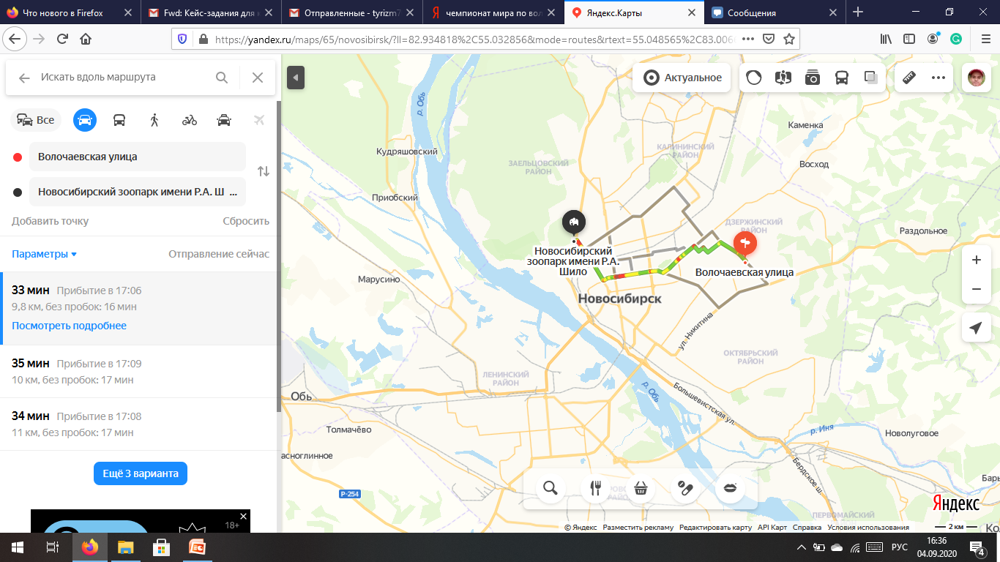 Что нового в Firefox
Fwd: Кейс-задания для
Отправленные - tyrizm7
чемпионат мира по вол
Яндекс.Карты
Сообщения
https://yandex.ru/maps/65/novosibirsk/?ll=82.934818%2C55.032856&mode=routes&rtext=55.048565%2C83.006
Искать вдоль маршрута
Все
Волочаевская улица
Новосибирский зоопарк имени Р.А. Ш ...
Добавить точку
Сбросить
Параметры
Отправление сейчас
33 мин Прибытие в 17:06
9,8 км, без пробок: 16 мин
Посмотреть подробнее
35 мин Прибытие в 17:09
10 км, без пробок: 17 мин
34 мин Прибытие в 17:08
11 км, без пробок: 17 мин
Ещё 3 варианта
18+
Актуальное
р. Обь
Каменка
Кудряшовский
КАЛИНИНСКИЙ
РАЙОН
ЗАЕЛЬЦОВСКИЙ
РАЙОН
Восход
Приобский
ДЗЕРЖИНСКИЙ
РАЙОН
Раздольное
Новосибирский
зоопарк имени Р.А.
Шило
Волочаевская улица
Марусино
Новосибирск
ул. Никитина
ОКТЯБРЬСКИЙ
РАЙОН
ЛЕНИНСКИЙ
РАЙОН
р. Обь
Большевистская ул.
Обь
Толмачёво
р. Иня
Новолуговое
аснoглинное
Бердское ш.
Барь
Р-254
РАЙОН
Яндекс
ПЕРВОМАЙСКИЙ
РАЙОН
© Яндекс Разместить рекламу Редактировать карту API Карт Справка Условия использования
2 км
Ко
РУС
16:36
04.09.2020
4